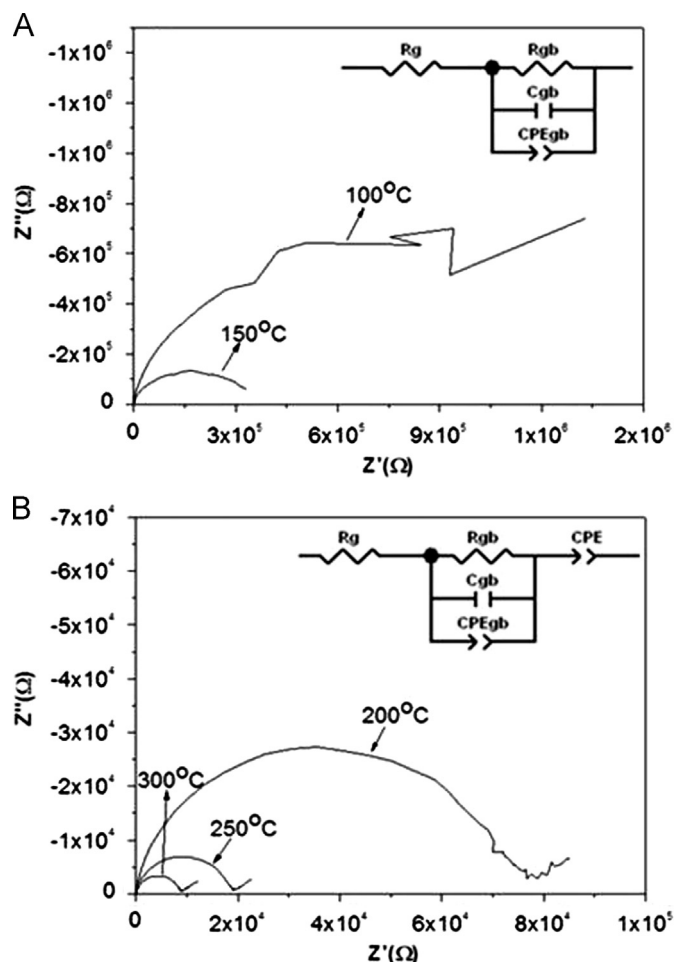 A
-1x10⁶
-1x10⁶
-1x10⁶
-8x10⁵
-6x10⁵
-4x10⁵
-2x10⁵
0
Z''(Ω)
Rg
Rgb
Cgb
CPEgb
100°C
150°C
0
3x10⁵
6x10⁵
9x10⁵
1x10⁶
2x10⁶
Z'(Ω)
B
-7x10⁴
-6x10⁴
-5x10⁴
-4x10⁴
-3x10⁴
-2x10⁴
-1x10⁴
0
Z''(Ω)
Rg
Rgb
CPE
Cgb
CPEgb
200°C
300°C
250°C
0
2x10⁴
4x10⁴
6x10⁴
8x10⁴
1x10⁵
Z'(Ω)